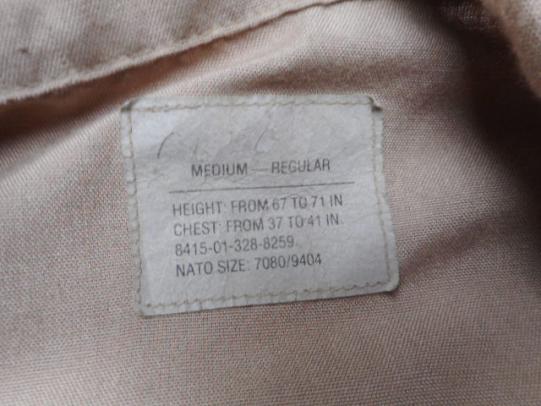 MEDIUM — REGULAR
HEIGHT: FROM 67 TO 71 IN
CHEST: FROM 37 TO 41 IN.
8415-01-328-8259
NATO SIZE: 7080/9404